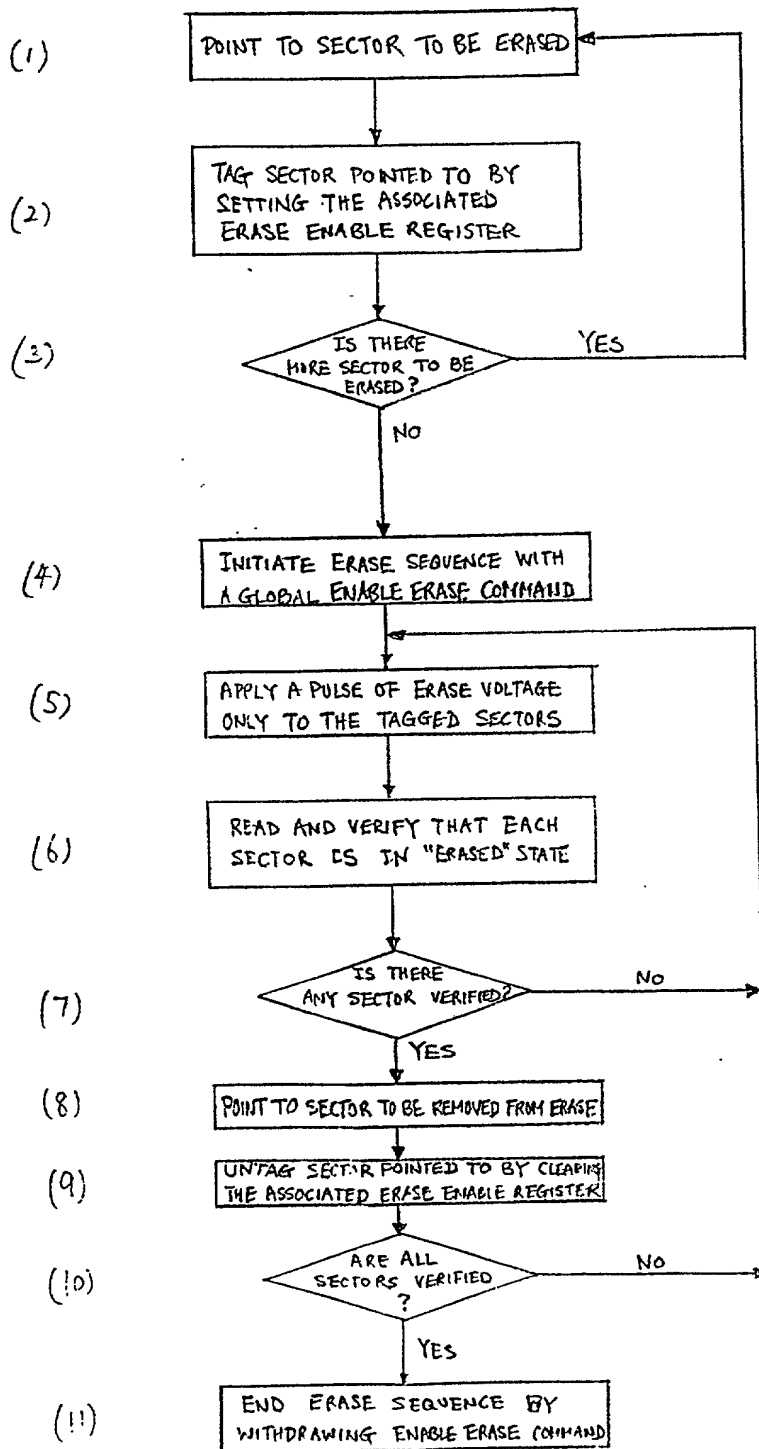 (1)
POINT TO SECTOR TO BE ERASED
(2)
TAG SECTOR POINTED TO BY
SETTING THE ASSOCIATED
ERASE ENABLE REGISTER
(3)
IS THERE
MORE SECTOR TO BE
ERASED?
YES
NO
(4)
INITIATE ERASE SEQUENCE WITH
A GLOBAL ENABLE ERASE COMMAND
(5)
APPLY A PULSE OF ERASE VOLTAGE
ONLY TO THE TAGGED SECTORS
(6)
READ AND VERIFY THAT EACH
SECTOR IS IN "ERASED" STATE
(7)
IS THERE
ANY SECTOR VERIFIED?
NO
YES
(8)
POINT TO SECTOR TO BE REMOVED FROM ERASE
(9)
UNTAG SECTOR POINTED TO BY CLEARING
THE ASSOCIATED ERASE ENABLE REGISTER
(10)
ARE ALL
SECTORS VERIFIED
?
NO
YES
(11)
END ERASE SEQUENCE BY
WITHDRAWING ENABLE ERASE COMMAND